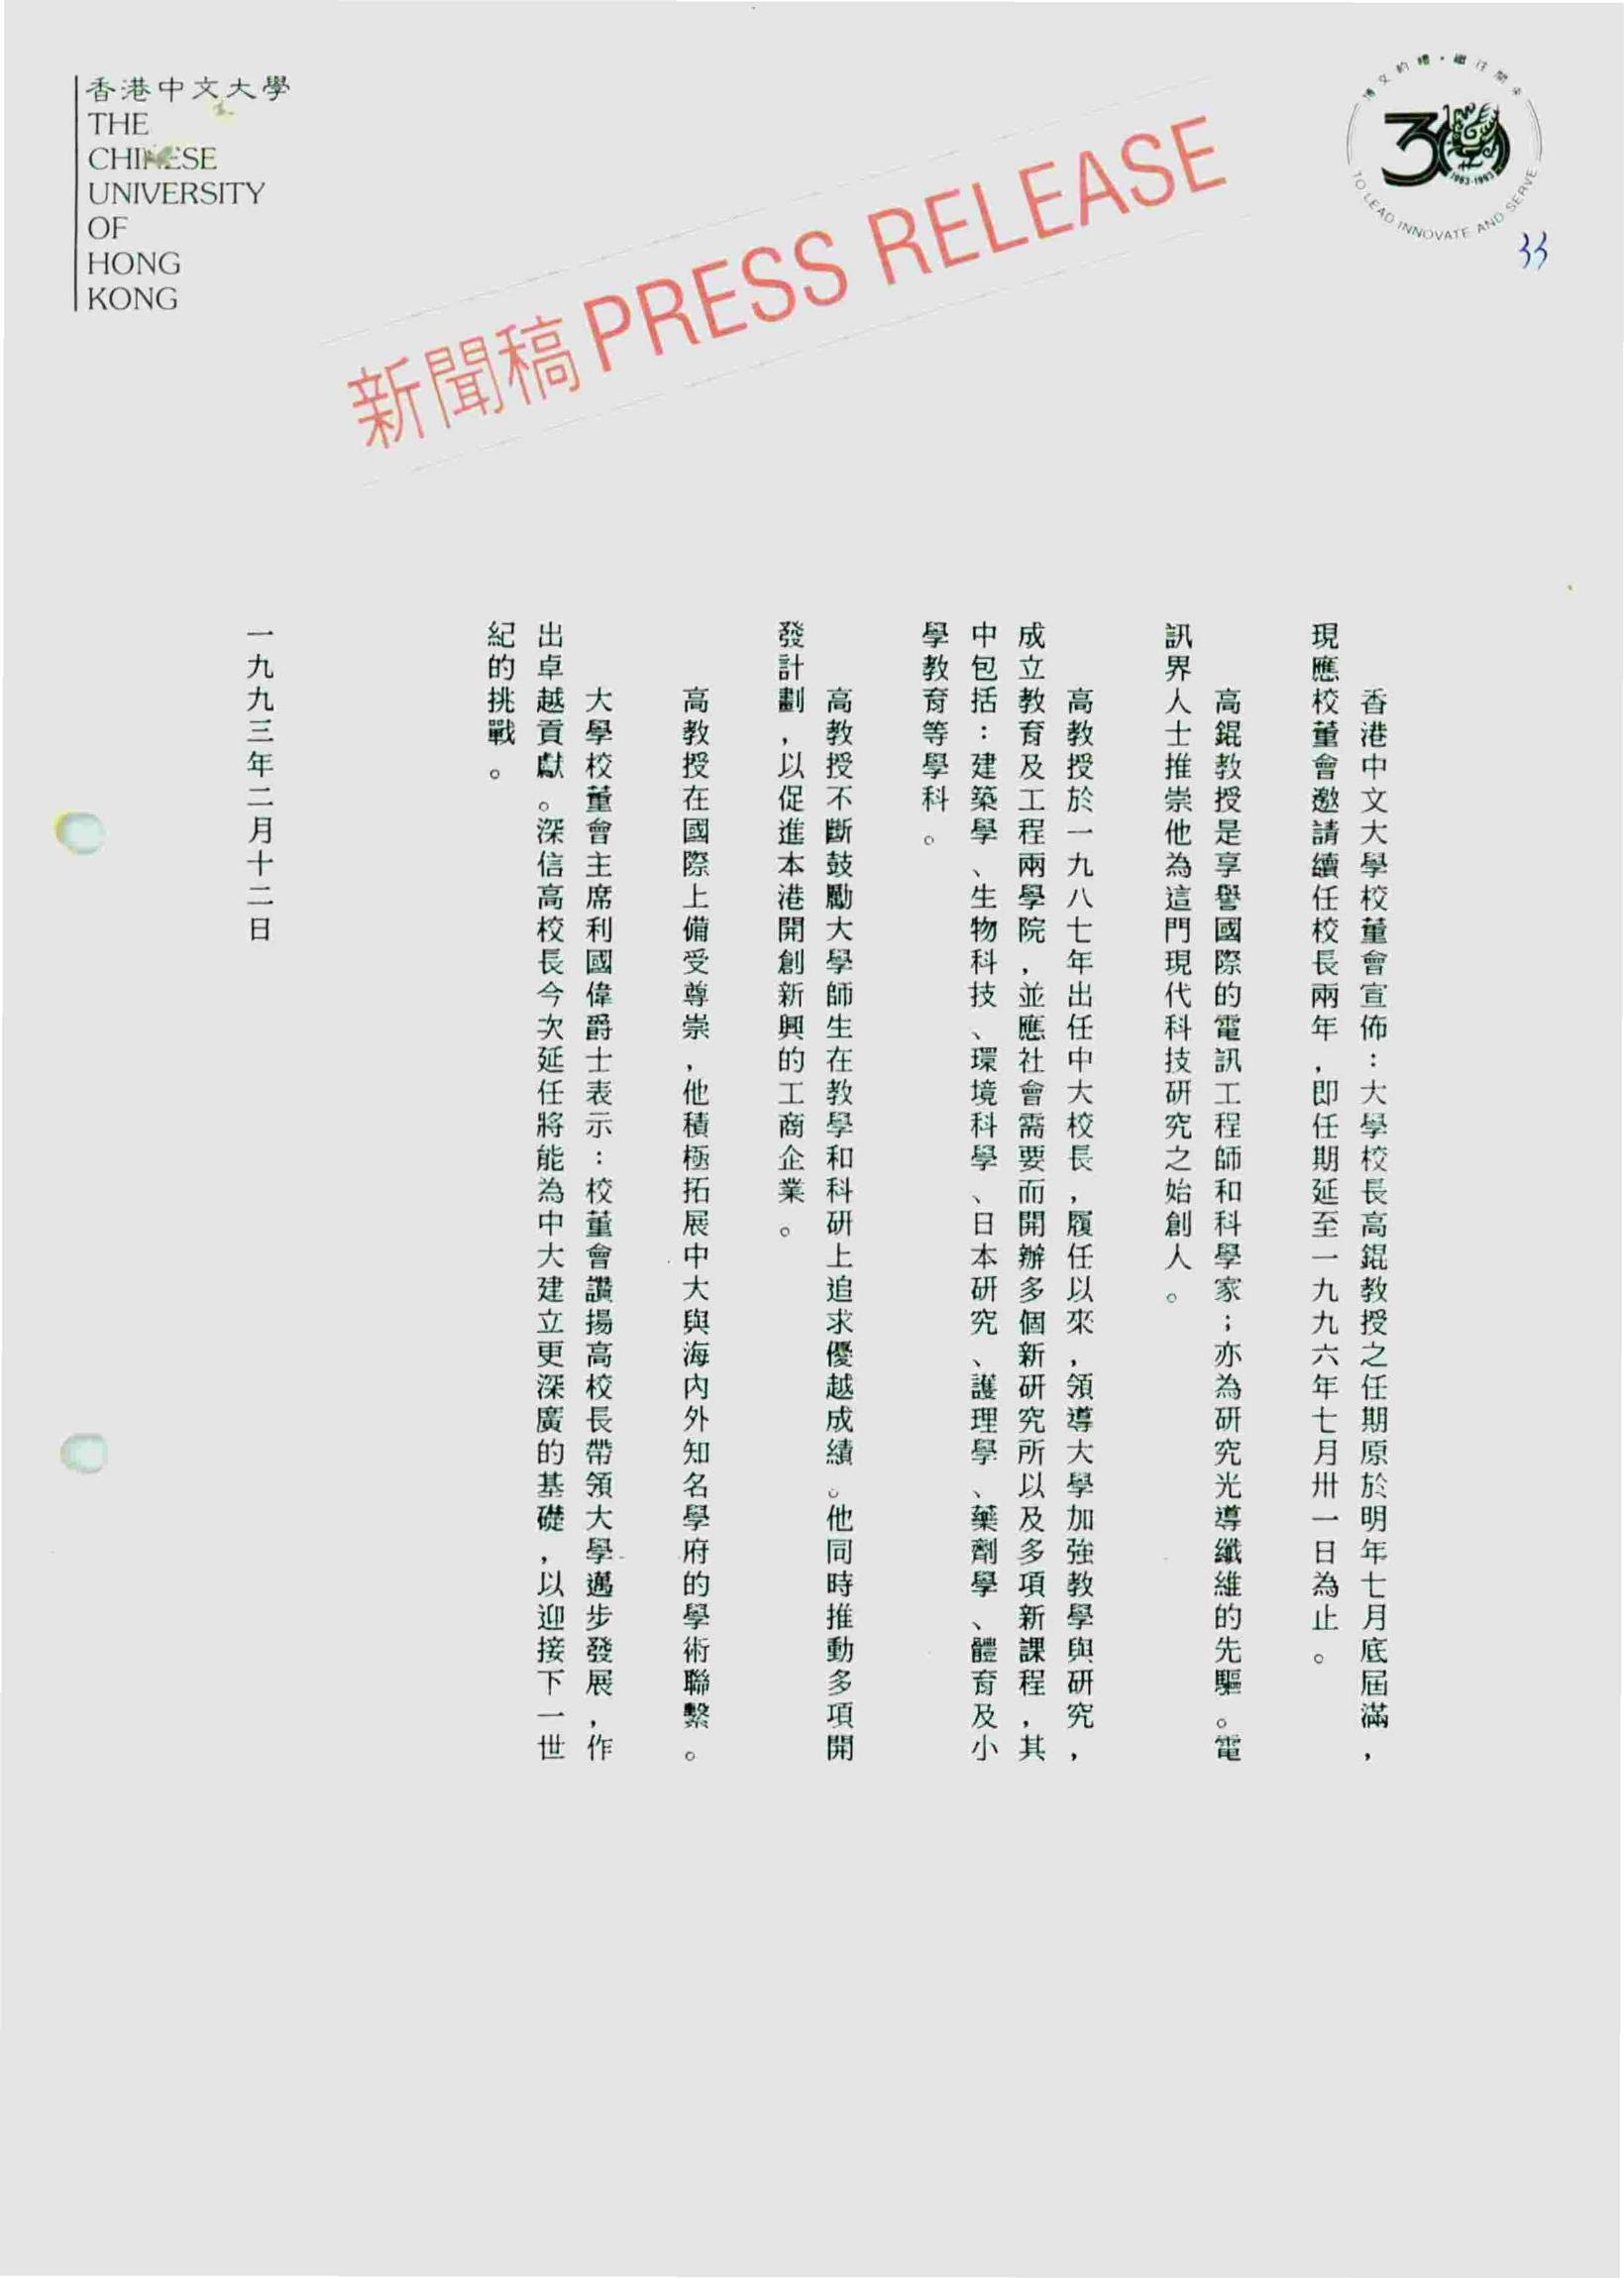 香港中文大學
THE
CHINESE
UNIVERSITY
OF
HONG
KONG
博文約禮・繼往開來
30
1963-1993
TO LEAD INNOVATE AND SERVE
33
新聞稿 PRESS RELEASE
香港中文大學校董會宣佈：大學校長高錕教授之任期原於明年七月底屆滿，
現應校董會邀請續任校長兩年，即任期延至一九九六年七月卅一日為止。
高錕教授是享譽國際的電訊工程師和科學家；亦為研究光導纖維的先驅。電
訊界人士推崇他為這門現代科技研究之始創人。
高教授於一九八七年出任中大校長，履任以來，領導大學加強教學與研究，
成立教育及工程兩學院，並應社會需要而開辦多個新研究所以及多項新課程，其
中包括：建築學、生物科技、環境科學、日本研究、護理學、藥劑學、體育及小
學教育等學科。
高教授不斷鼓勵大學師生在教學和科研上追求優越成績。他同時推動多項開
發計劃，以促進本港開創新興的工商企業。
高教授在國際上備受尊崇，他積極拓展中大與海內外知名學府的學術聯繫。
大學校董會主席利國偉爵士表示：校董會讚揚高校長帶領大學邁步發展，作
出卓越貢獻。深信高校長今次延任將能為中大建立更深廣的基礎，以迎接下一世
紀的挑戰。
一九九三年二月十二日